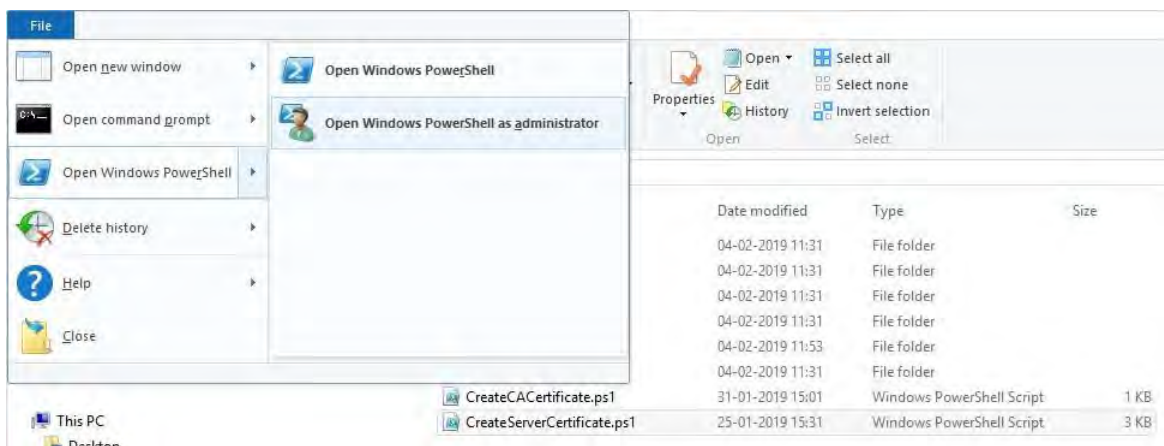 File
Open new window
Open command prompt
Open Windows PowerShell
Delete history
Help
Close
Open Windows PowerShell
Open Windows PowerShell as administrator
Properties
Open
Edit
History
Open
Select all
Select none
Invert selection
Select
Date modified Type Size
04-02-2019 11:31 File folder
04-02-2019 11:31 File folder
04-02-2019 11:31 File folder
04-02-2019 11:31 File folder
04-02-2019 11:53 File folder
04-02-2019 11:31 File folder
CreateCACertificate.ps1 31-01-2019 15:01 Windows PowerShell Script 1 KB
CreateServerCertificate.ps1 25-01-2019 15:31 Windows PowerShell Script 3 KB
This PC
Desktop